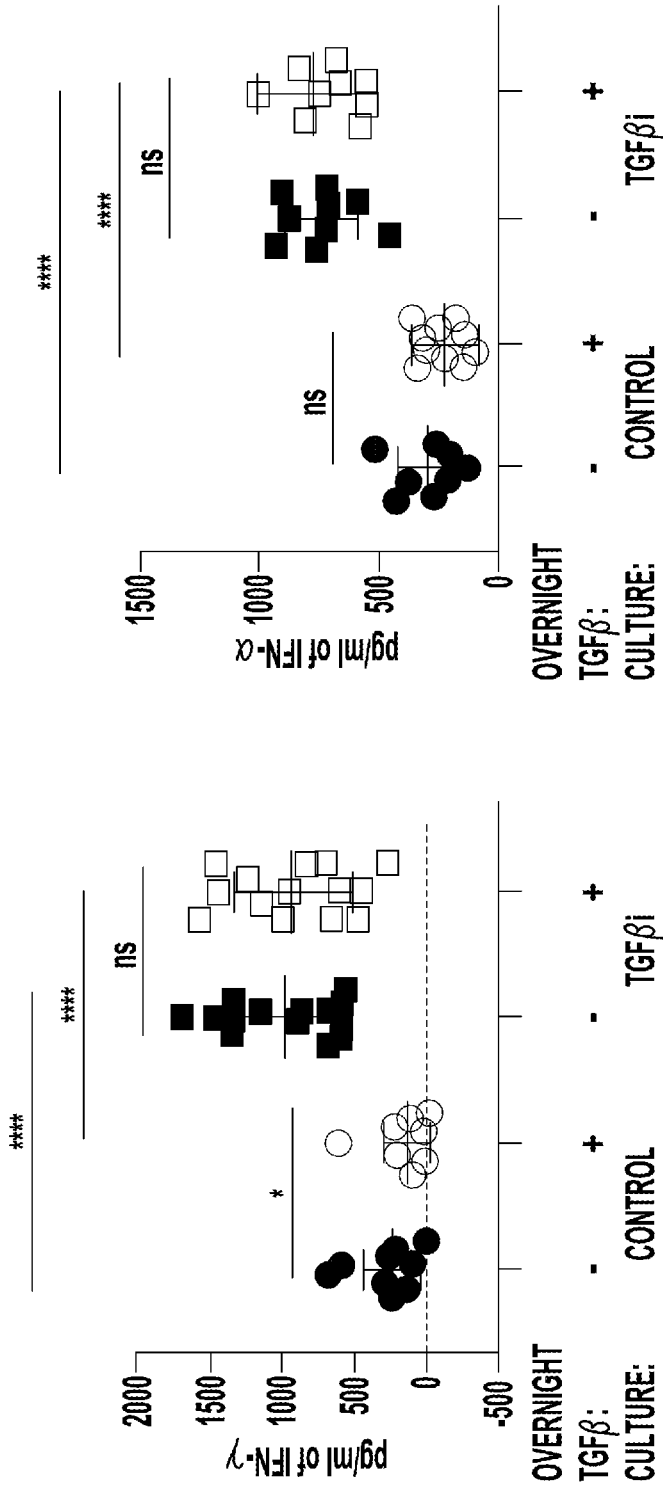 pg/ml of IFN-γ
2000
1500
1000
500
0
-500
****
****
ns
*
OVERNIGHT
TGFβ: - + - +
CULTURE: CONTROL TGFβi
pg/ml of IFN-α
1500
1000
500
0
****
****
ns
ns
OVERNIGHT
TGFβ: - + - +
CULTURE: CONTROL TGFβi